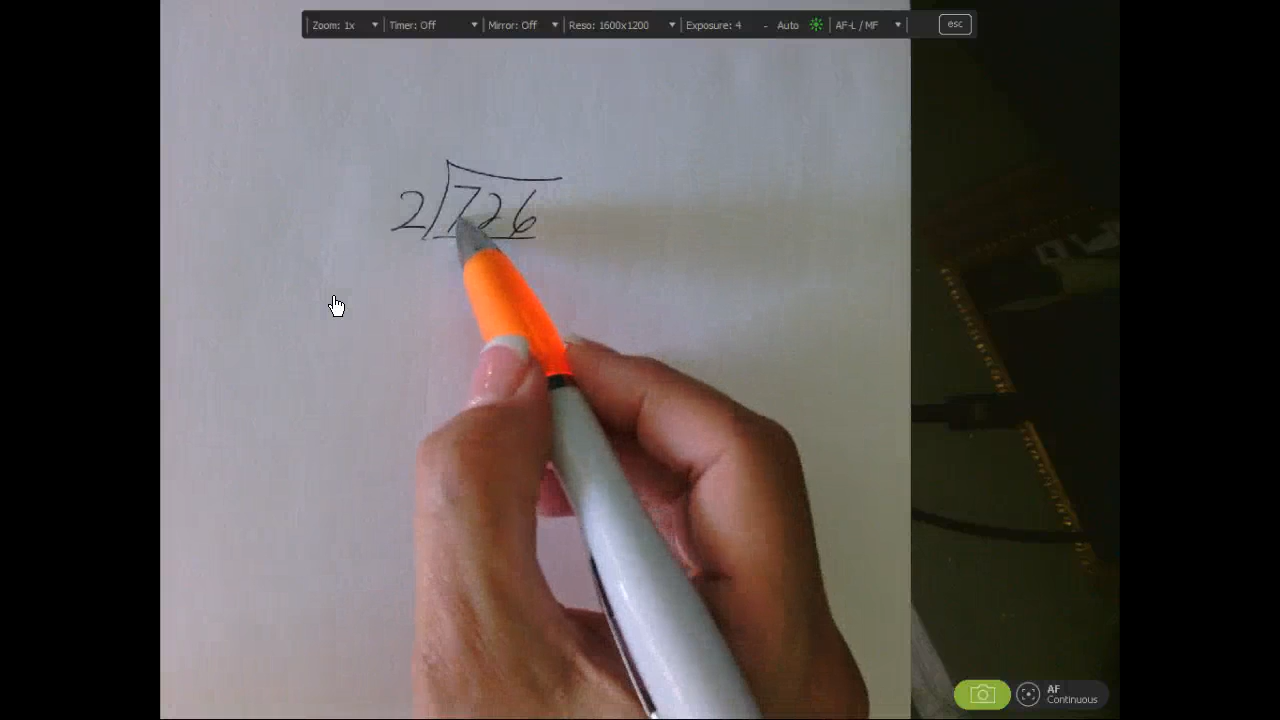 Zoom: 1x Timer: Off Mirror: Off Reso: 1600x1200 Exposure: 4 - Auto AF-L / MF esc
2)726
AF
Continuous